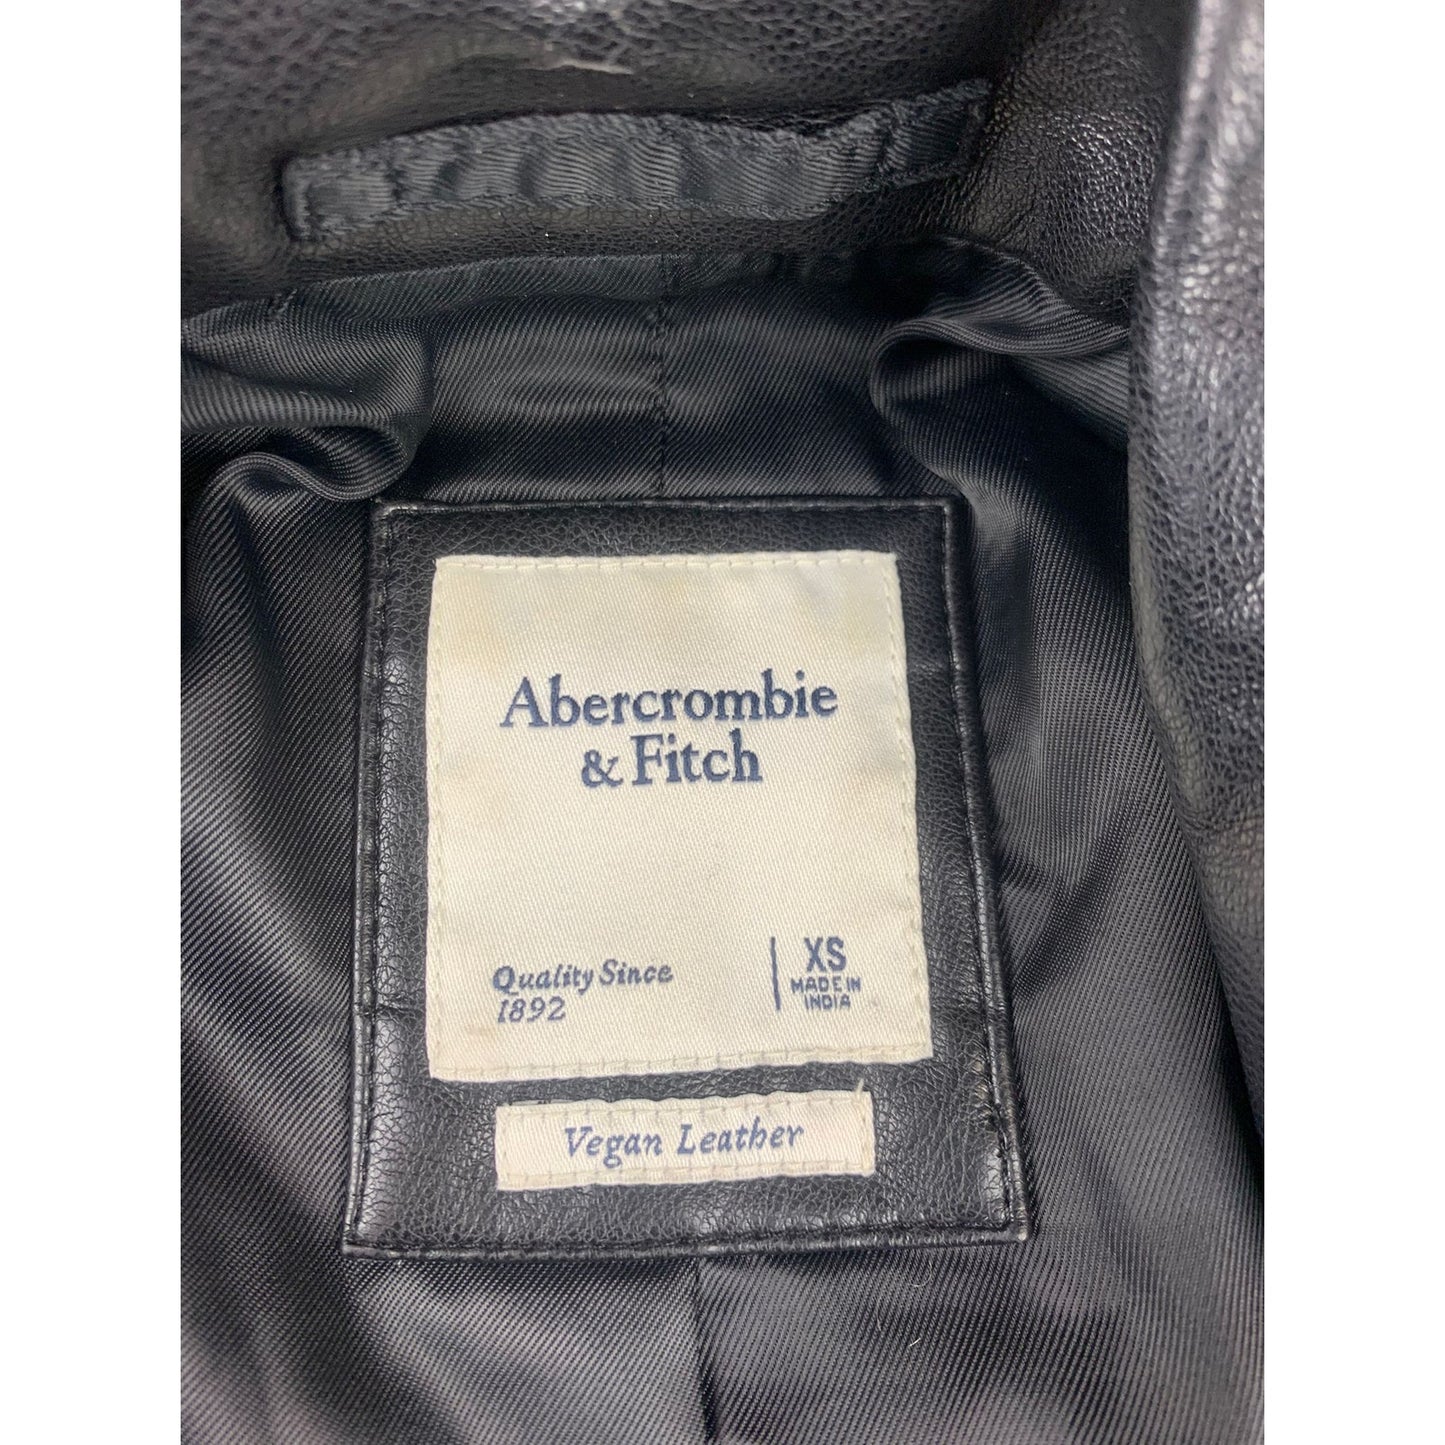 Abercrombie
& Fitch
Quality Since
1892
XS
MADE IN
INDIA
Vegan Leather